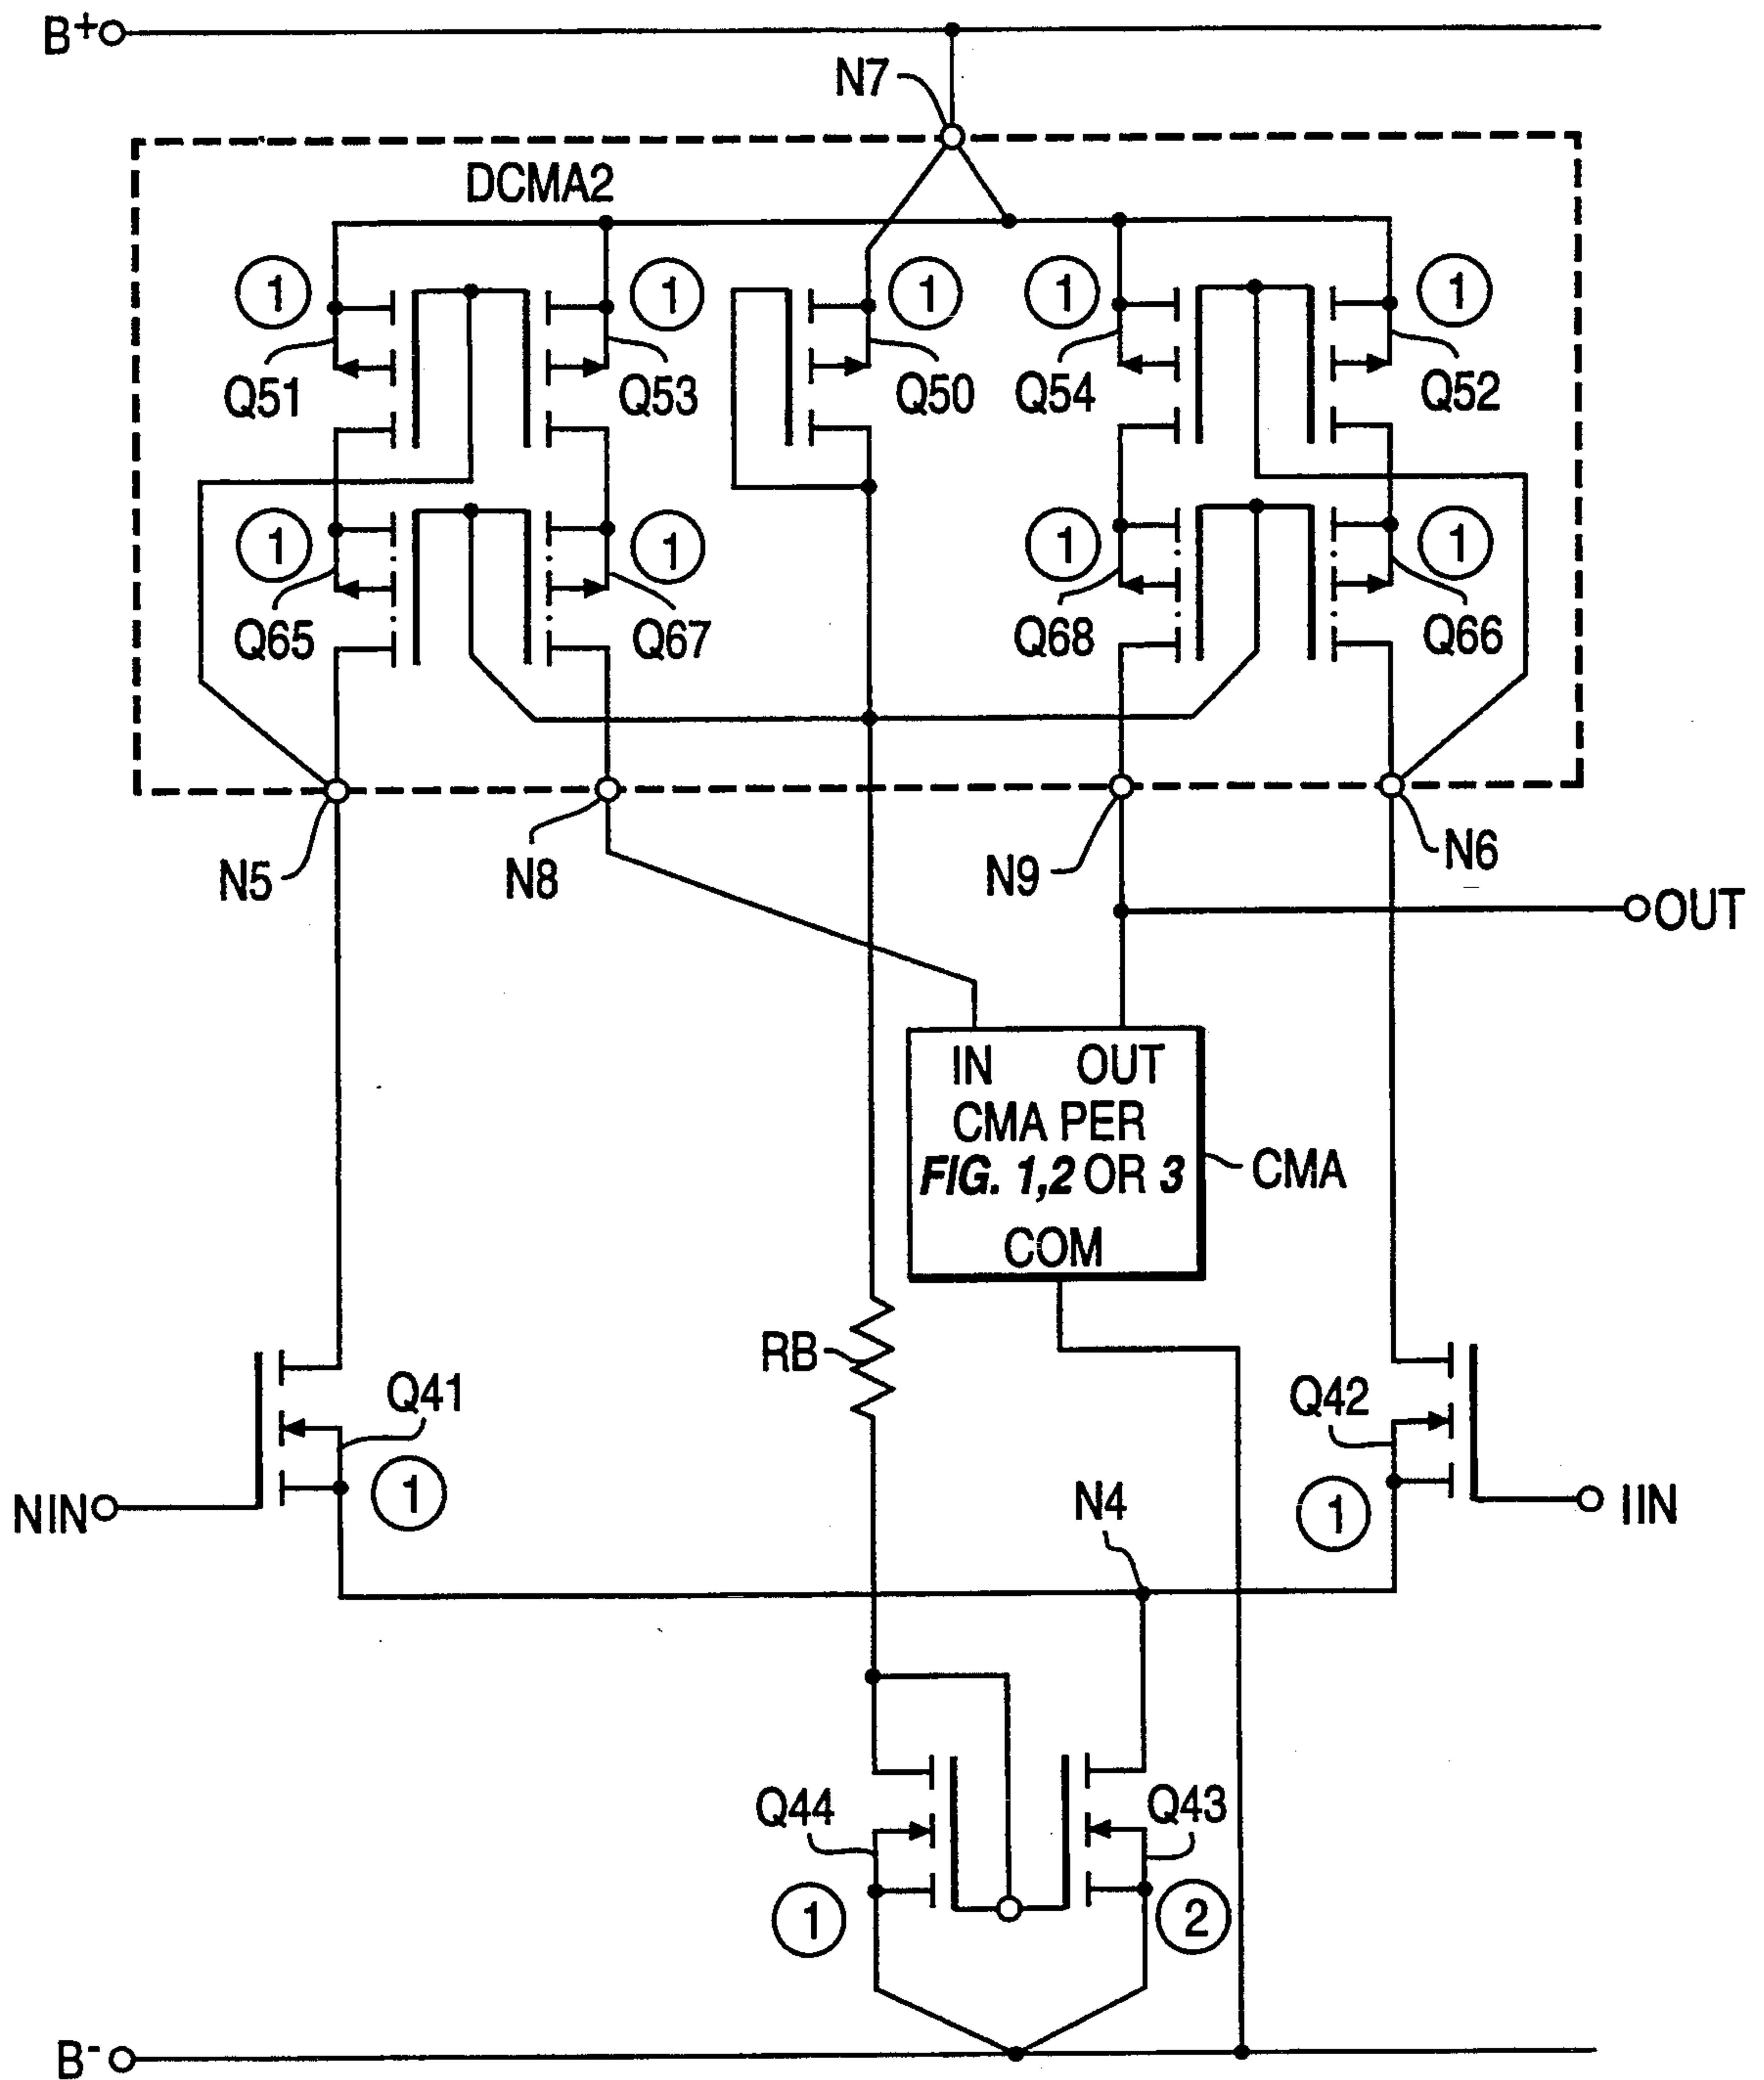 B+
N7
DCMA2
1 1 1 1 1
Q51 Q53 Q50 Q54 Q52
1 1 1 1
Q65 Q67 Q68 Q66
N5 N8 N9 N6
OUT
IN OUT
CMA PER
FIG. 1,2 OR 3
COM
CMA
RB
Q41 Q42
1 1
NIN N4 IIN
Q44 Q43
1 2
B-